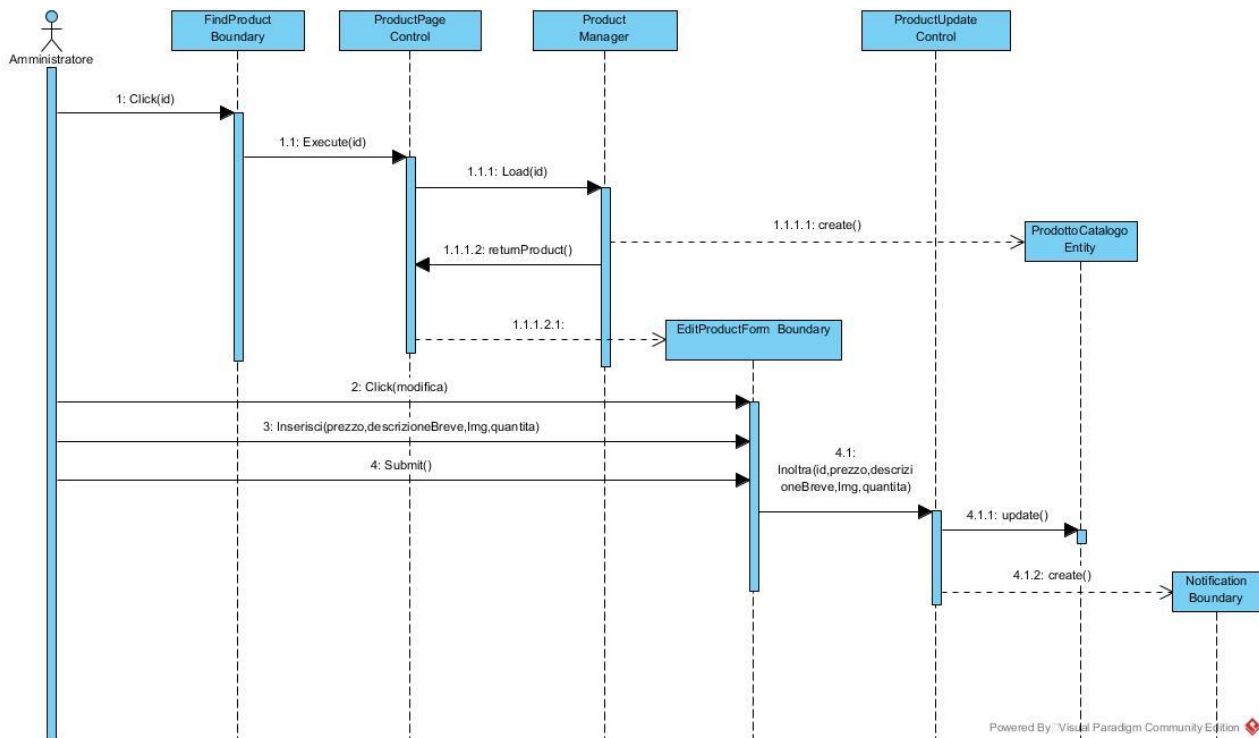 Amministratore
FindProduct
Boundary
ProductPage
Control
Product
Manager
ProductUpdate
Control
1: Click(id)
1.1: Execute(id)
1.1.1: Load(id)
1.1.1.1: create()
ProdottoCatalogo
Entity
1.1.1.2: returnProduct()
1.1.1.2.1:
EditProductForm Boundary
2: Click(modifica)
3: Inserisci(prezzo,descrizioneBreve,Img,quantita)
4: Submit()
4.1:
Inoltra(id,prezzo,descrizi
oneBreve,Img,quantita)
4.1.1: update()
4.1.2: create()
Notification
Boundary
Powered By Visual Paradigm Community Edition